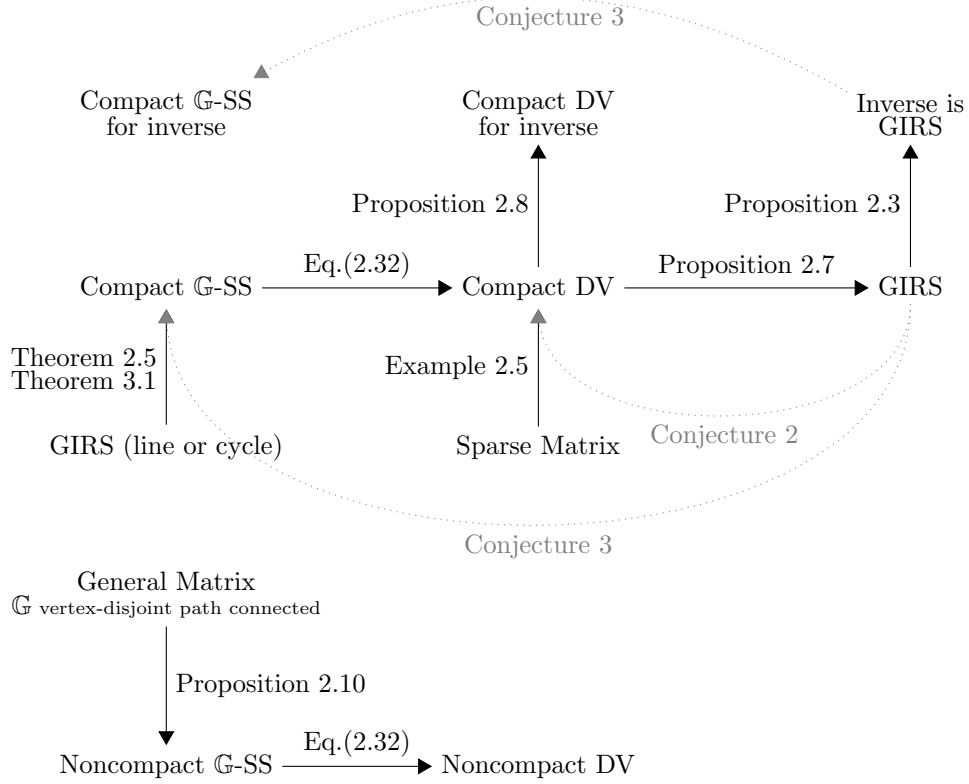 Conjecture 3
Compact 𝔾-SS
for inverse
Compact DV
for inverse
Inverse is
GIRS
Proposition 2.8
Proposition 2.3
Compact 𝔾-SS
Eq.(2.32)
Compact DV
Proposition 2.7
GIRS
Theorem 2.5
Theorem 3.1
Example 2.5
GIRS (line or cycle)
Sparse Matrix
Conjecture 2
Conjecture 3
General Matrix
𝔾 vertex-disjoint path connected
Proposition 2.10
Noncompact 𝔾-SS
Eq.(2.32)
Noncompact DV